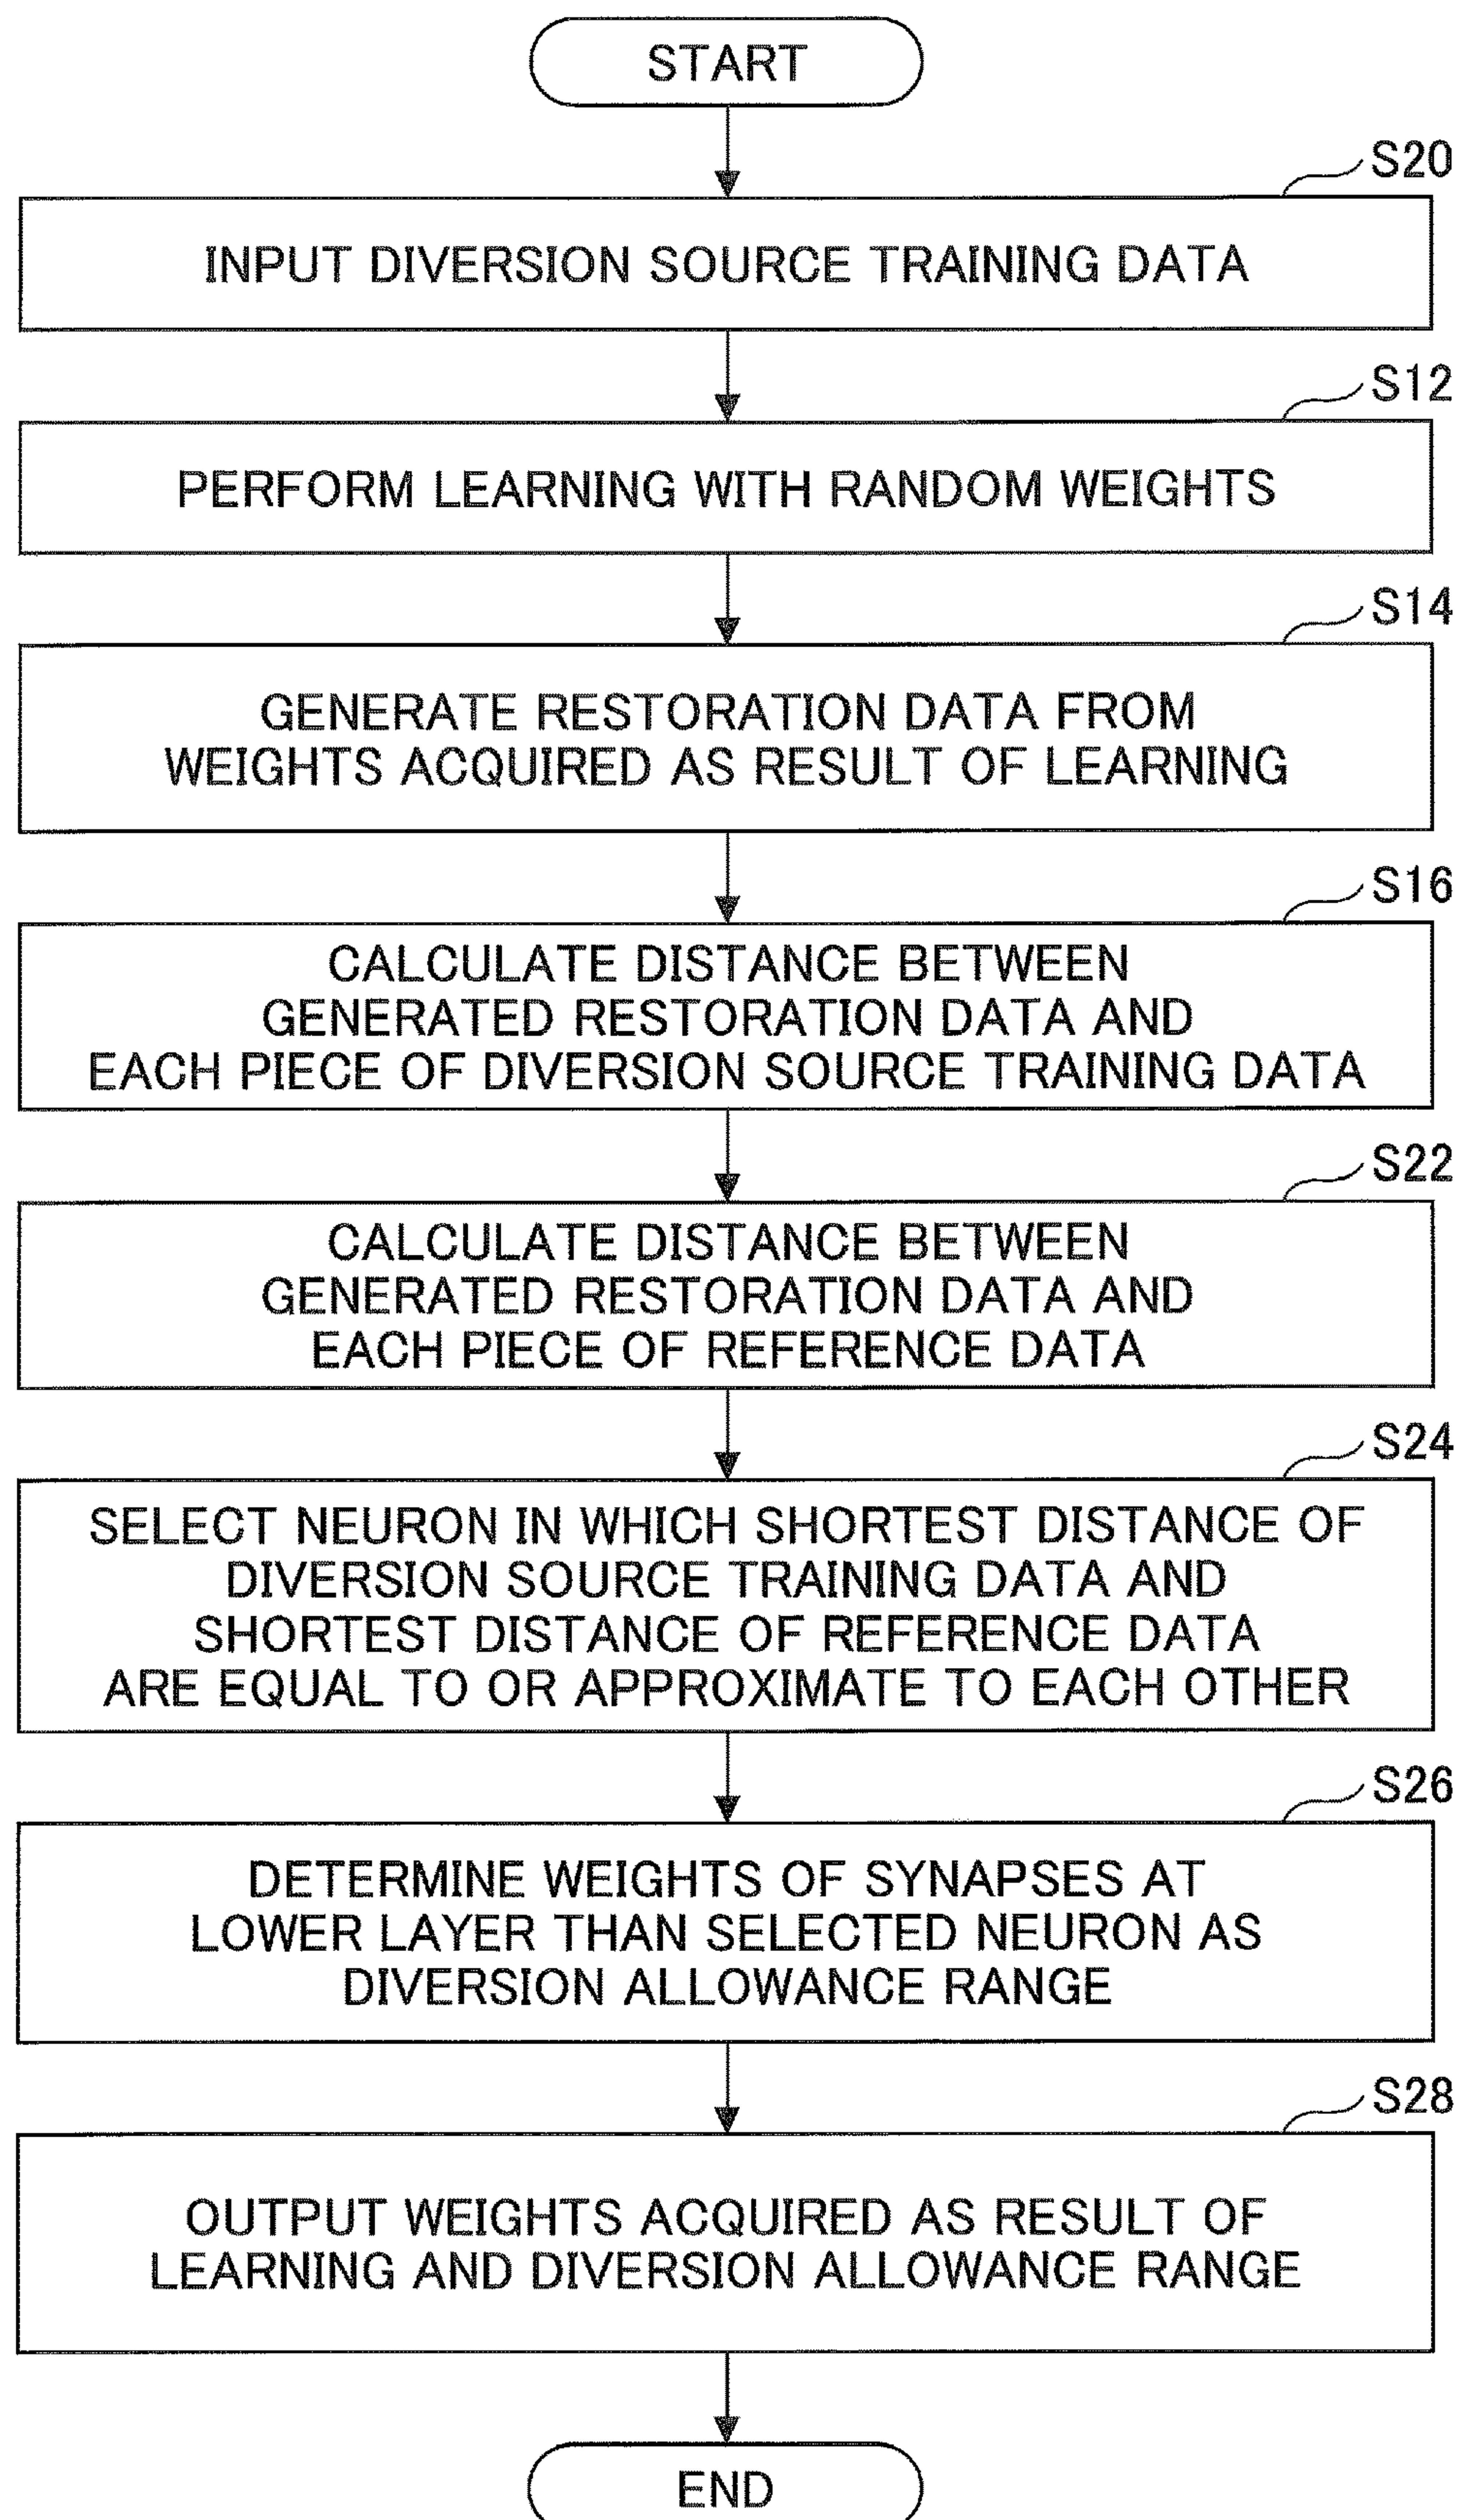 START
S20
INPUT DIVERSION SOURCE TRAINING DATA
S12
PERFORM LEARNING WITH RANDOM WEIGHTS
S14
GENERATE RESTORATION DATA FROM
WEIGHTS ACQUIRED AS RESULT OF LEARNING
S16
CALCULATE DISTANCE BETWEEN
GENERATED RESTORATION DATA AND
EACH PIECE OF DIVERSION SOURCE TRAINING DATA
S22
CALCULATE DISTANCE BETWEEN
GENERATED RESTORATION DATA AND
EACH PIECE OF REFERENCE DATA
S24
SELECT NEURON IN WHICH SHORTEST DISTANCE OF
DIVERSION SOURCE TRAINING DATA AND
SHORTEST DISTANCE OF REFERENCE DATA
ARE EQUAL TO OR APPROXIMATE TO EACH OTHER
S26
DETERMINE WEIGHTS OF SYNAPSES AT
LOWER LAYER THAN SELECTED NEURON AS
DIVERSION ALLOWANCE RANGE
S28
OUTPUT WEIGHTS ACQUIRED AS RESULT OF
LEARNING AND DIVERSION ALLOWANCE RANGE
END